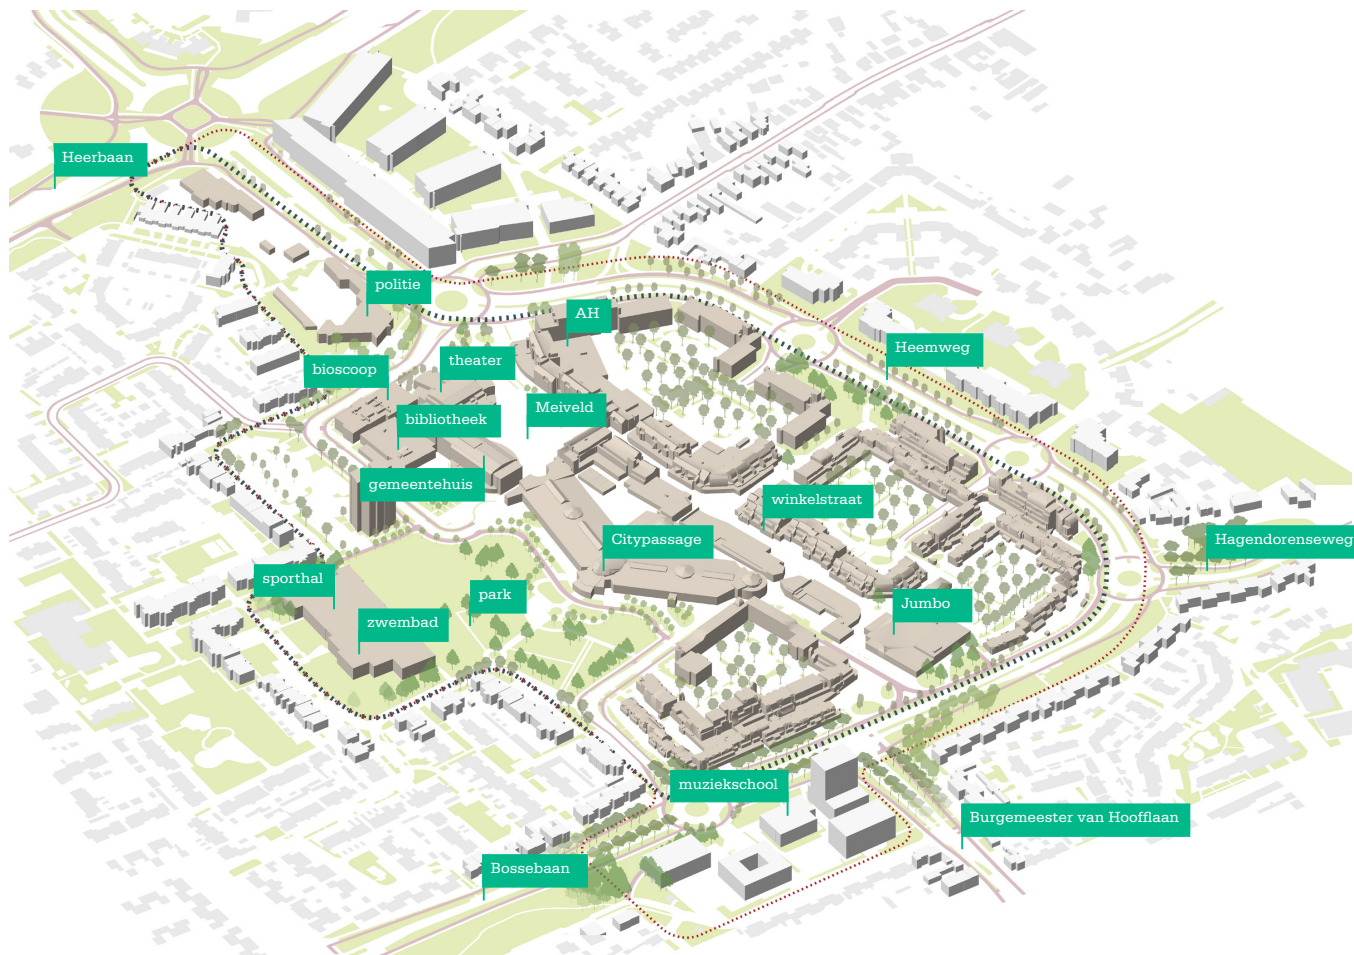 Heerbaan
politie
AH
Heemweg
theater
bioscoop
Meiveld
bibliotheek
gemeentehuis
winkelstraat
Citypassage
Hagendorenseweg
sporthal
park
Jumbo
zwembad
muziekschool
Burgemeester van Hoofflaan
Bossebaan